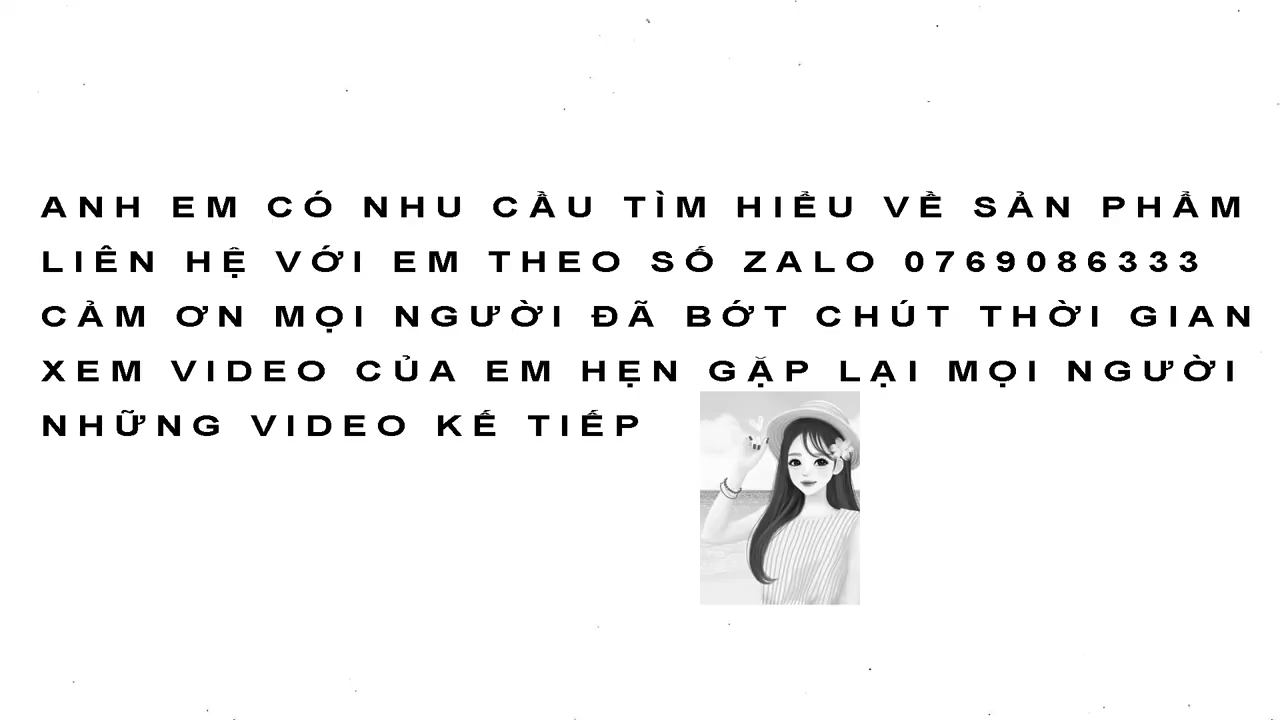 ANH EM CÓ NHU CẦU TÌM HIỂU VỀ SẢN PHẨM
LIÊN HỆ VỚI EM THEO SỐ ZALO 0769086333
CẢM ƠN MỌI NGƯỜI ĐÃ BỚT CHÚT THỜI GIAN
XEM VIDEO CỦA EM HẸN GẶP LẠI MỌI NGƯỜI
NHỮNG VIDEO KẾ TIẾP